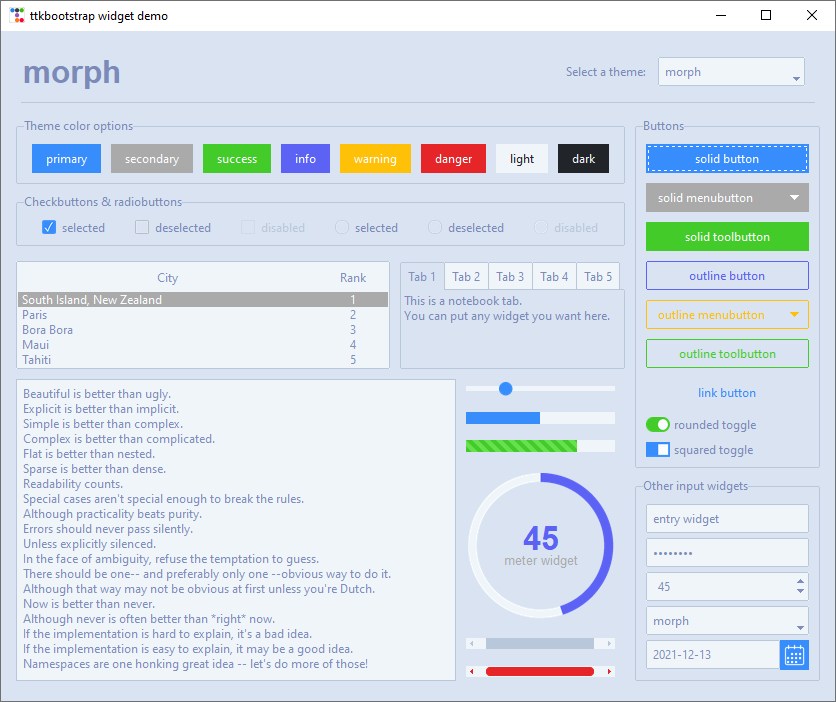 ttkbootstrap widget demo
morph
Select a theme:
morph
Theme color options
primary
secondary
success
info
warning
danger
light
dark
Checkbuttons & radiobuttons
selected
deselected
disabled
selected
deselected
disabled
City Rank
South Island, New Zealand 1
Paris 2
Bora Bora 3
Maui 4
Tahiti 5
Tab 1
Tab 2
Tab 3
Tab 4
Tab 5
This is a notebook tab.
You can put any widget you want here.
Beautiful is better than ugly.
Explicit is better than implicit.
Simple is better than complex.
Complex is better than complicated.
Flat is better than nested.
Sparse is better than dense.
Readability counts.
Special cases aren't special enough to break the rules.
Although practicality beats purity.
Errors should never pass silently.
Unless explicitly silenced.
In the face of ambiguity, refuse the temptation to guess.
There should be one-- and preferably only one --obvious way to do it.
Although that way may not be obvious at first unless you're Dutch.
Now is better than never.
Although never is often better than *right* now.
If the implementation is hard to explain, it's a bad idea.
If the implementation is easy to explain, it may be a good idea.
Namespaces are one honking great idea -- let's do more of those!
45
meter widget
Buttons
solid button
solid menubutton
solid toolbutton
outline button
outline menubutton
outline toolbutton
link button
rounded toggle
squared toggle
Other input widgets
entry widget
••••••••
45
morph
2021-12-13